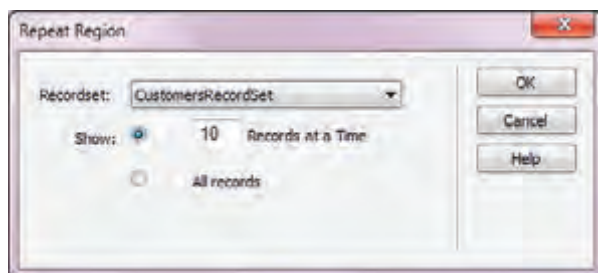 Repeat Region
Recordset: CustomersRecordSet
Show: 10 Records at a Time
All records
OK
Cancel
Help